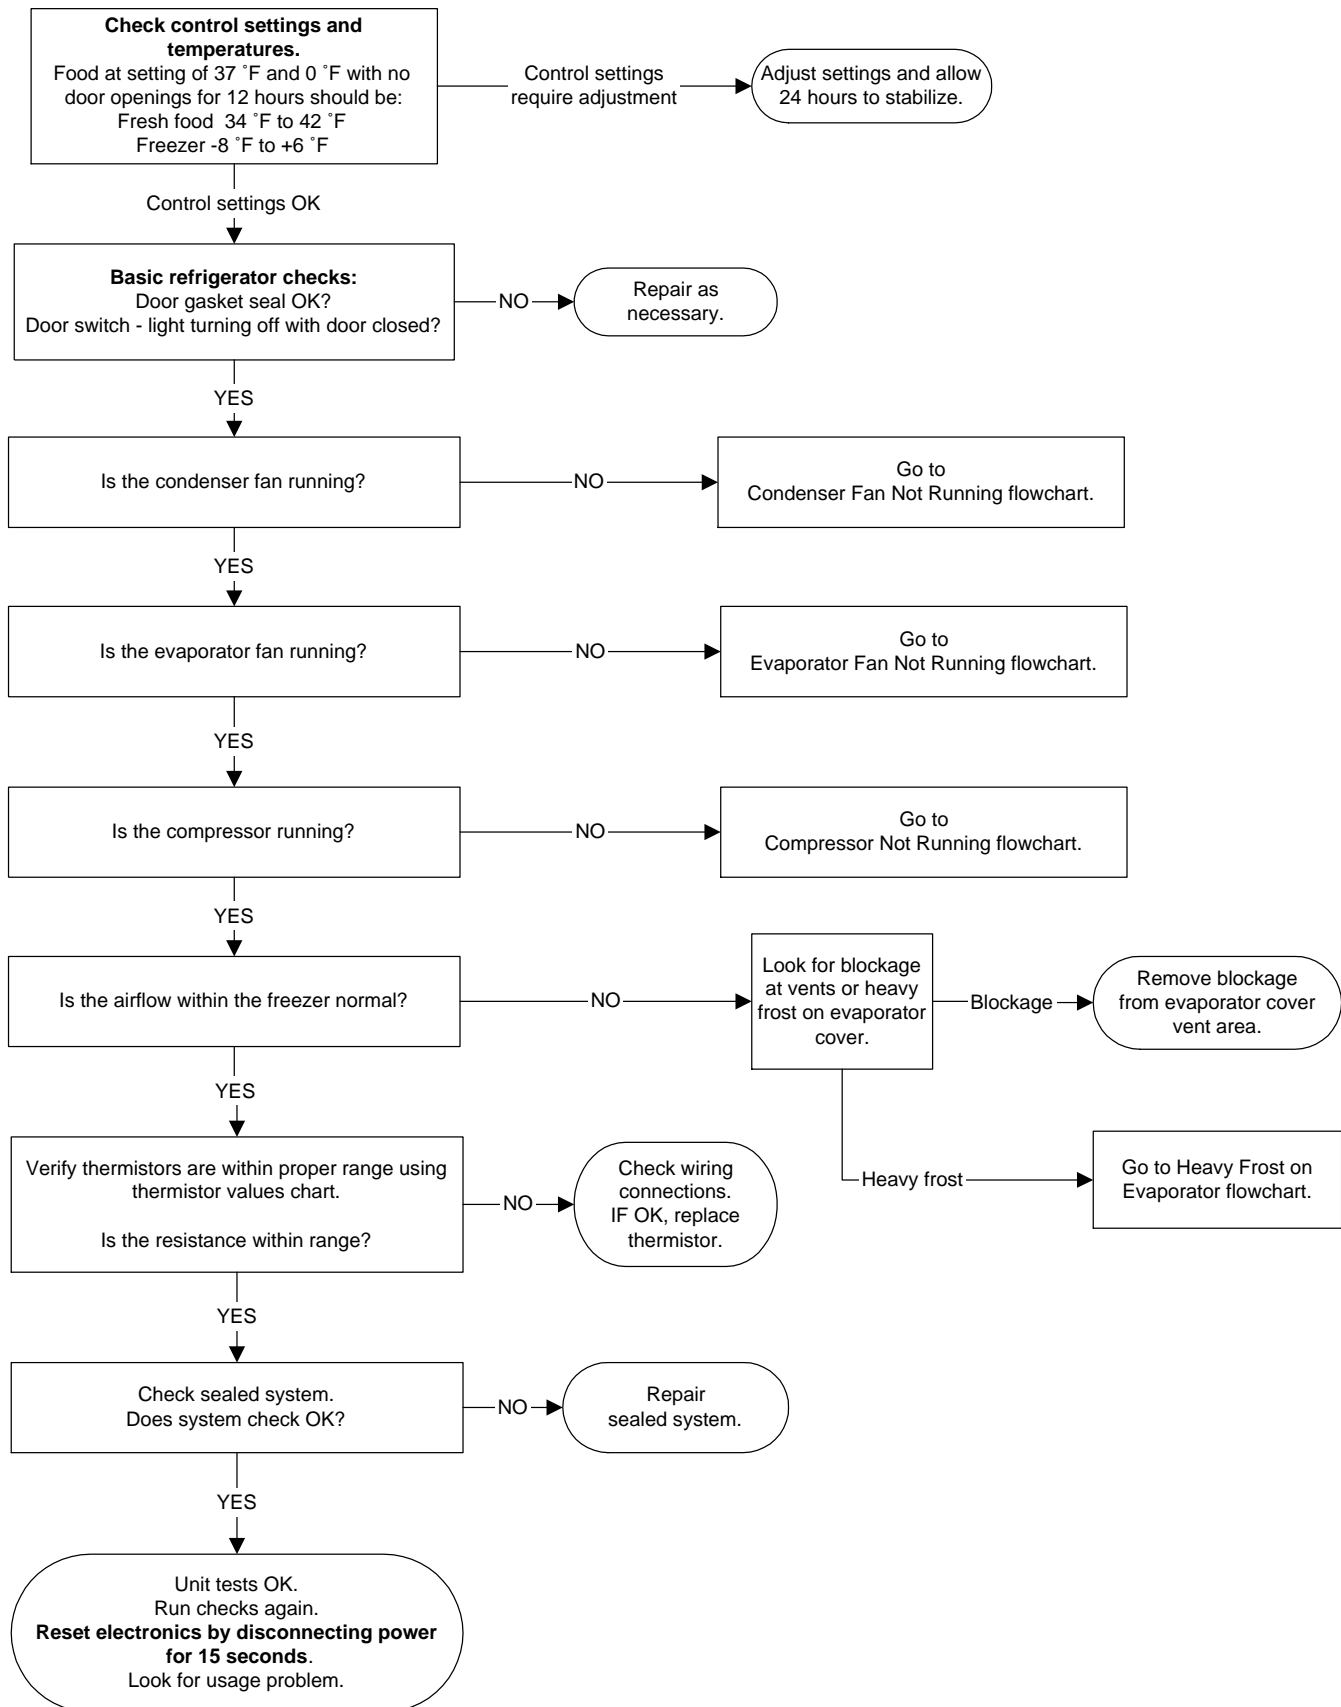 Check control settings and
temperatures.
Food at setting of 37 ˚F and 0 ˚F with no
door openings for 12 hours should be:
Fresh food  34 ˚F to 42 ˚F
Freezer -8 ˚F to +6 ˚F
Control settings
require adjustment
Adjust settings and allow
24 hours to stabilize.
Control settings OK
Basic refrigerator checks:
Door gasket seal OK?
Door switch - light turning off with door closed?
NO
Repair as
necessary.
YES
Is the condenser fan running?
NO
Go to
Condenser Fan Not Running flowchart.
YES
Is the evaporator fan running?
NO
Go to
Evaporator Fan Not Running flowchart.
YES
Is the compressor running?
NO
Go to
Compressor Not Running flowchart.
YES
Is the airflow within the freezer normal?
NO
Look for blockage
at vents or heavy
frost on evaporator
cover.
Blockage
Remove blockage
from evaporator cover
vent area.
Heavy frost
Go to Heavy Frost on
Evaporator flowchart.
YES
Verify thermistors are within proper range using
thermistor values chart.
Is the resistance within range?
NO
Check wiring
connections.
IF OK, replace
thermistor.
YES
Check sealed system.
Does system check OK?
NO
Repair
sealed system.
YES
Unit tests OK.
Run checks again.
Reset electronics by disconnecting power
for 15 seconds.
Look for usage problem.